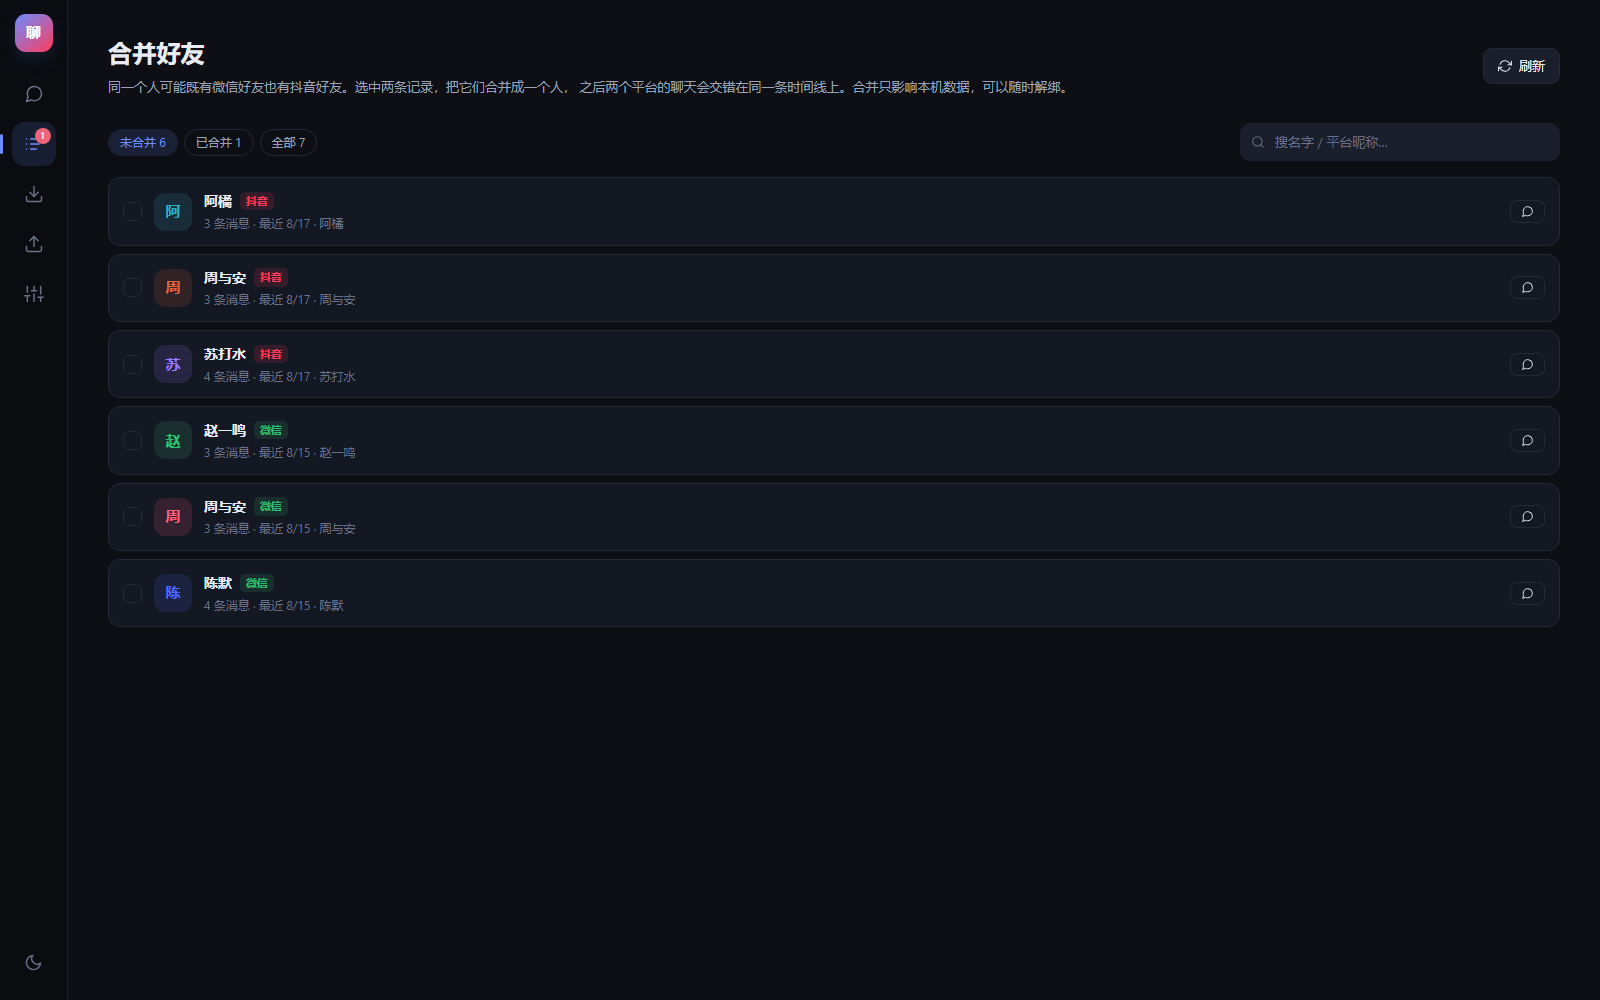 聊
1
合并好友
同一个人可能既有微信好友也有抖音好友。选中两条记录，把它们合并成一个人， 之后两个平台的聊天会交错在同一条时间线上。合并只影响本机数据，可以随时解绑。
刷新
未合并 6
已合并 1
全部 7
搜名字 / 平台昵称...
阿
阿橘 抖音
3 条消息 · 最近 8/17 · 阿橘
周
周与安 抖音
3 条消息 · 最近 8/17 · 周与安
苏
苏打水 抖音
4 条消息 · 最近 8/17 · 苏打水
赵
赵一鸣 微信
3 条消息 · 最近 8/15 · 赵一鸣
周
周与安 微信
3 条消息 · 最近 8/15 · 周与安
陈
陈默 微信
4 条消息 · 最近 8/15 · 陈默